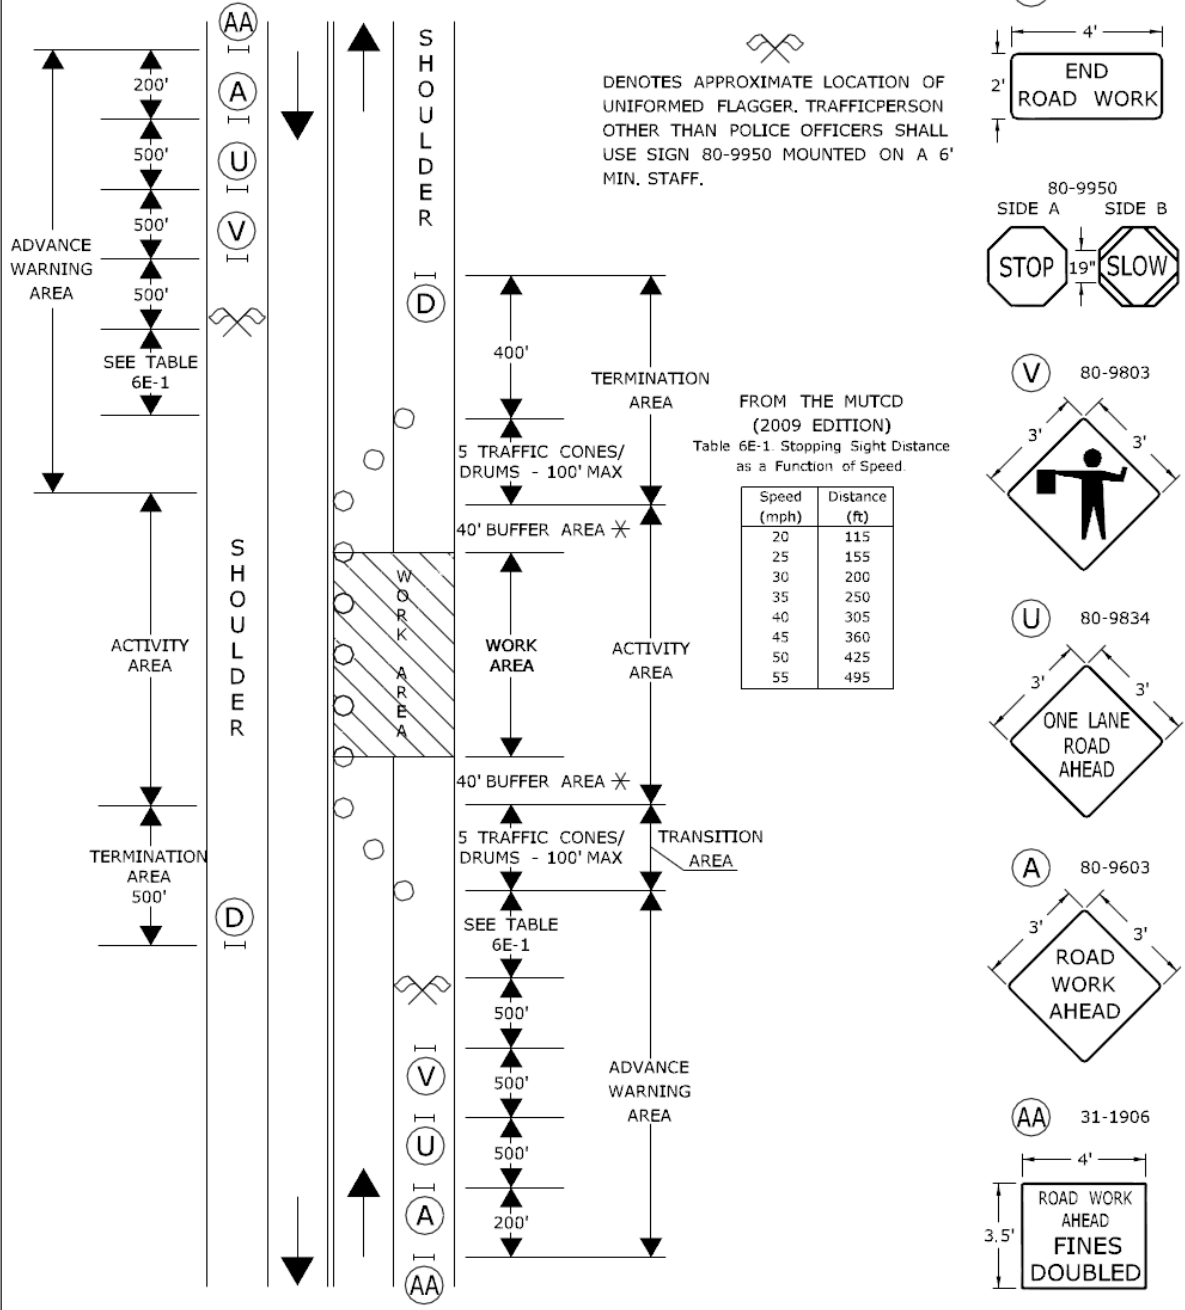 AA
200'
A
500'
U
500'
V
500'
ADVANCE
WARNING
AREA
SEE TABLE
6E-1
SHOULDER
ACTIVITY
AREA
TERMINATION
AREA
500'
D
SHOULDER
D
400'
TERMINATION
AREA
5 TRAFFIC CONES/
DRUMS - 100' MAX
40' BUFFER AREA *
WORK AREA
WORK
AREA
ACTIVITY
AREA
40' BUFFER AREA *
5 TRAFFIC CONES/
DRUMS - 100' MAX
TRANSITION
AREA
SEE TABLE
6E-1
500'
V
500'
U
500'
A
200'
AA
ADVANCE
WARNING
AREA
DENOTES APPROXIMATE LOCATION OF
UNIFORMED FLAGGER. TRAFFICPERSON
OTHER THAN POLICE OFFICERS SHALL
USE SIGN 80-9950 MOUNTED ON A 6'
MIN. STAFF.
FROM THE MUTCD
(2009 EDITION)
Table 6E-1. Stopping Sight Distance
as a Function of Speed.
Speed Distance
(mph) (ft)
20 115
25 155
30 200
35 250
40 305
45 360
50 425
55 495
4'
2'
END
ROAD WORK
80-9950
SIDE A SIDE B
STOP 19" SLOW
V 80-9803
3' 3'
U 80-9834
3' 3'
ONE LANE
ROAD
AHEAD
A 80-9603
3' 3'
ROAD
WORK
AHEAD
AA 31-1906
4'
3.5'
ROAD WORK
AHEAD
FINES
DOUBLED